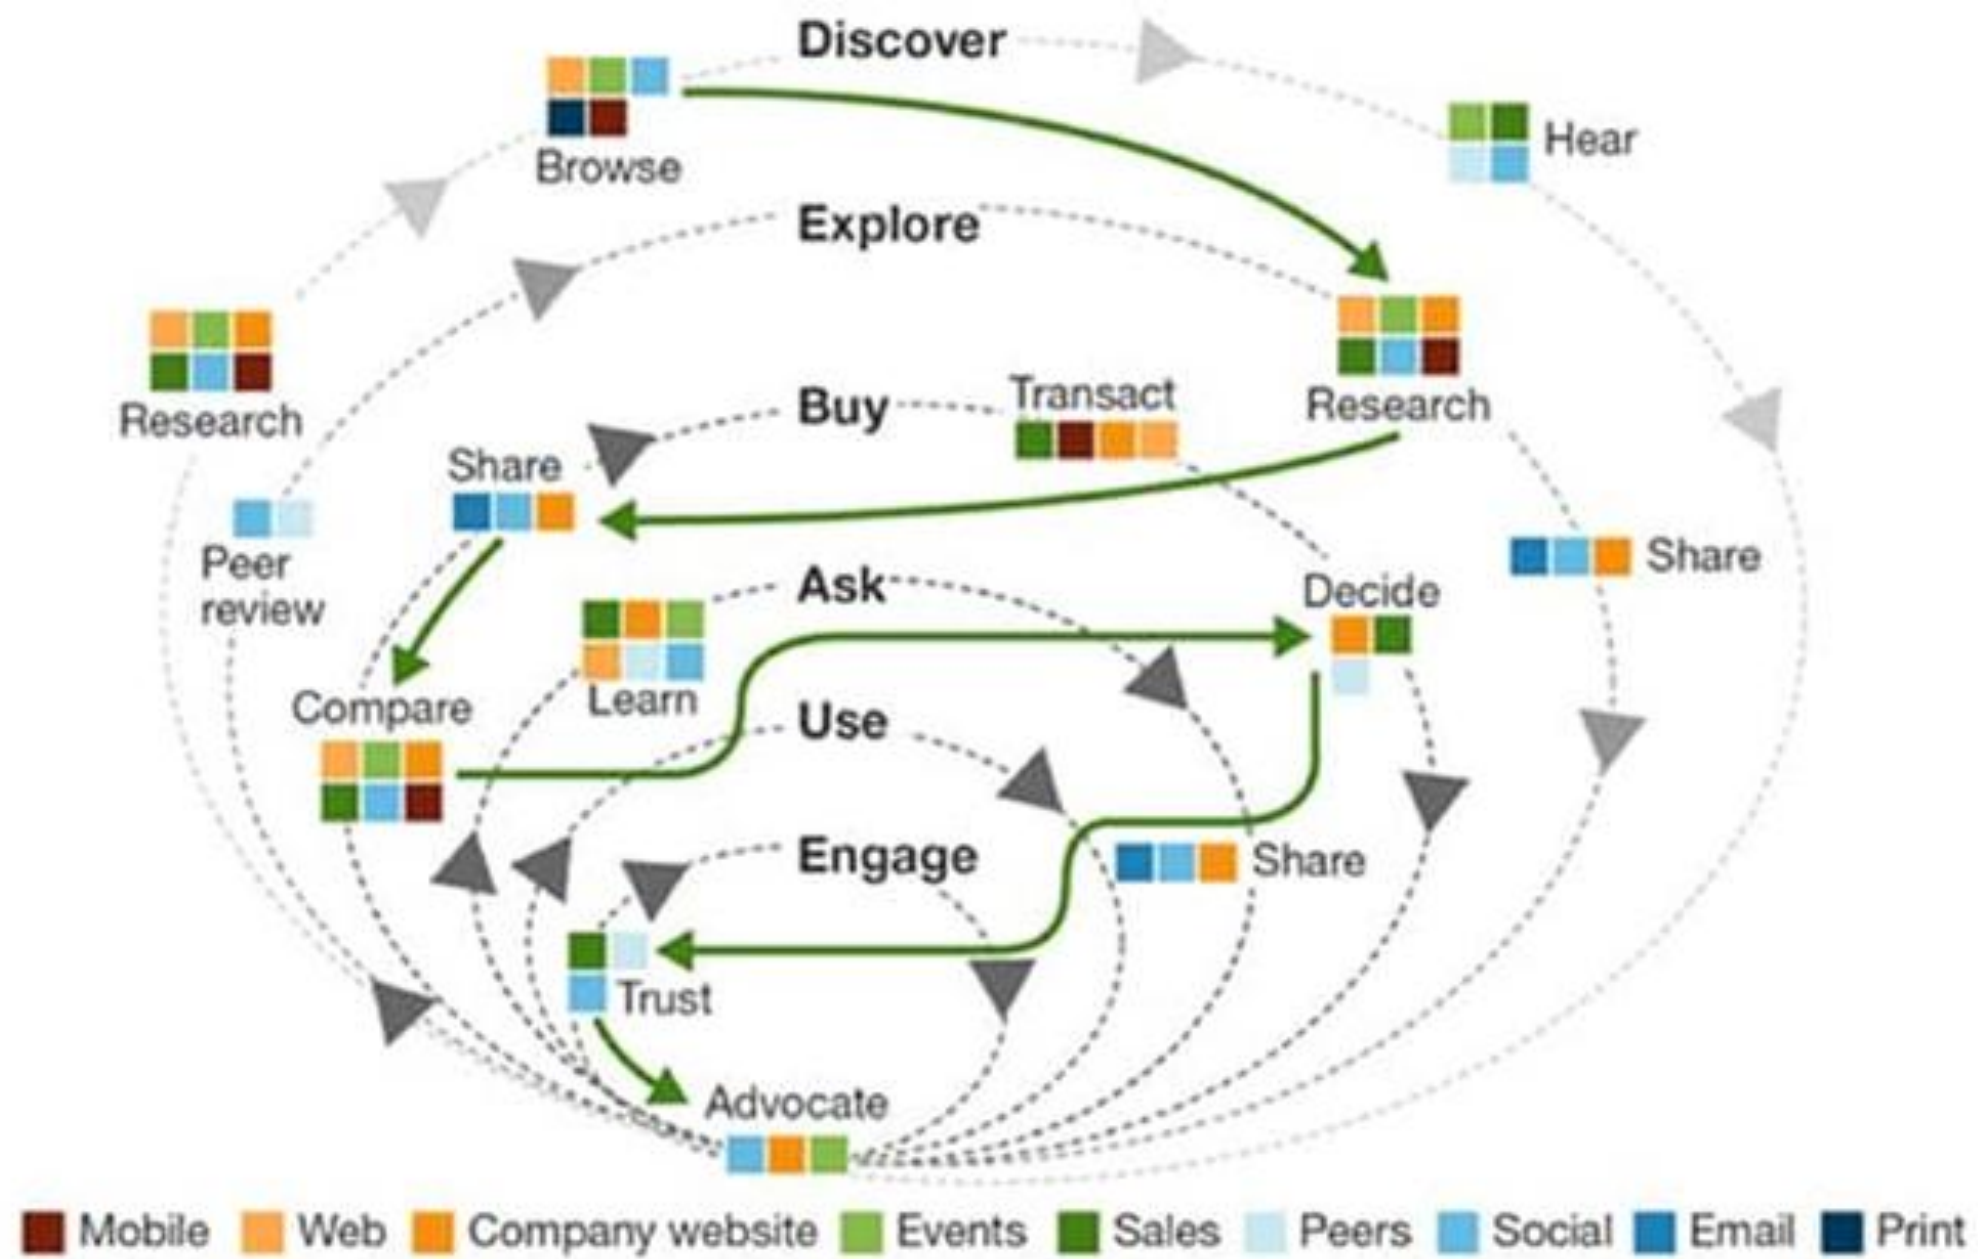 Discover
Hear
Browse
Explore
Research
Transact
Buy
Research
Share
Peer
review
Share
Ask
Decide
Learn
Compare
Use
Engage
Share
Trust
Advocate
Mobile Web Company website Events Sales Peers Social Email Print